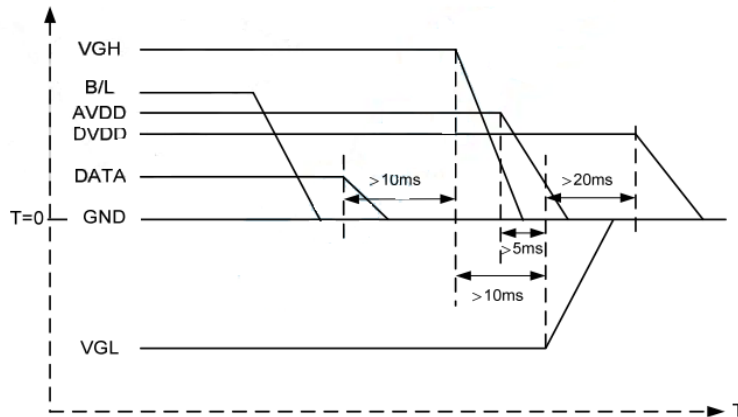 VGH
B/L
AVDD
DVDD
DATA
>10ms
>20ms
T=0
GND
>5ms
>10ms
VGL
T